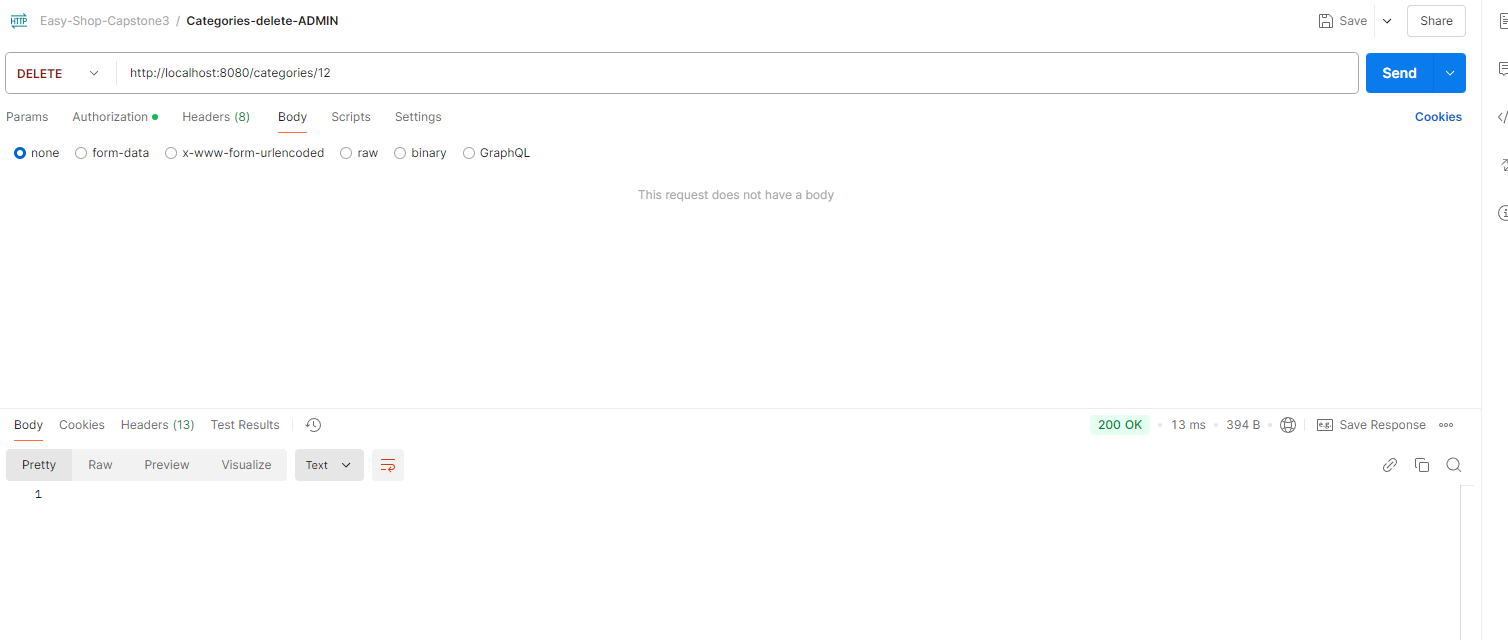 HTTP Easy-Shop-Capstone3 / Categories-delete-ADMIN Save Share
DELETE http://localhost:8080/categories/12 Send
Params Authorization Headers (8) Body Scripts Settings Cookies
none form-data x-www-form-urlencoded raw binary GraphQL
This request does not have a body
Body Cookies Headers (13) Test Results 200 OK 13 ms 394 B e.g. Save Response
Pretty Raw Preview Visualize Text
1